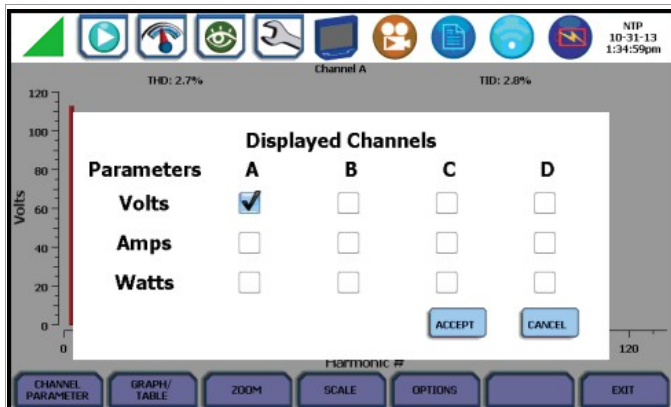 NTP
10-31-13
1:34:59pm
Channel A
THD: 2.7% TID: 2.8%
120
100
80
60
40
20
0
Volts
Displayed Channels
Parameters A B C D
Volts
Amps
Watts
ACCEPT CANCEL
0 120
Harmonic #
CHANNEL PARAMETER GRAPH/ TABLE ZOOM SCALE OPTIONS EXIT